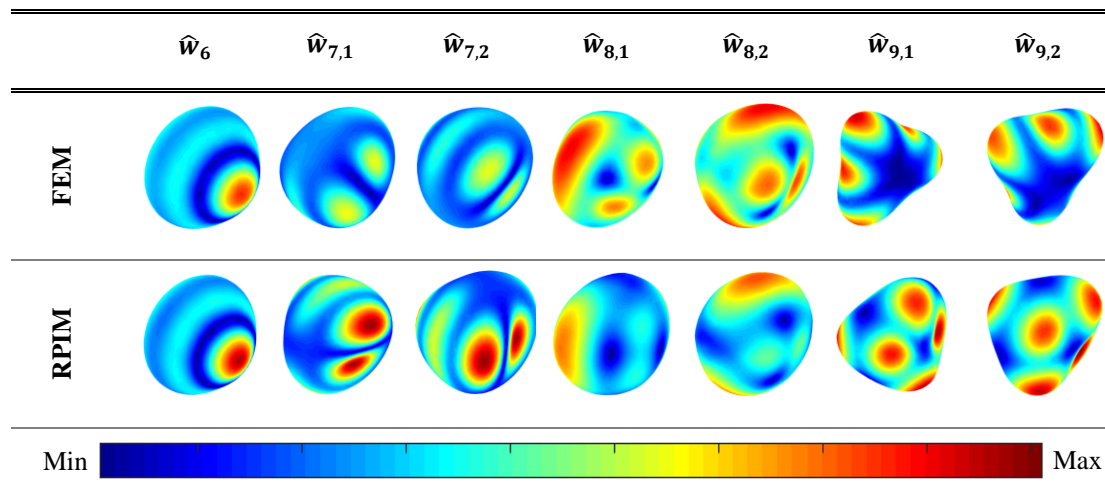 ŵ₆ ŵ₇,₁ ŵ₇,₂ ŵ₈,₁ ŵ₈,₂ ŵ₉,₁ ŵ₉,₂
FEM
RPIM
Min Max